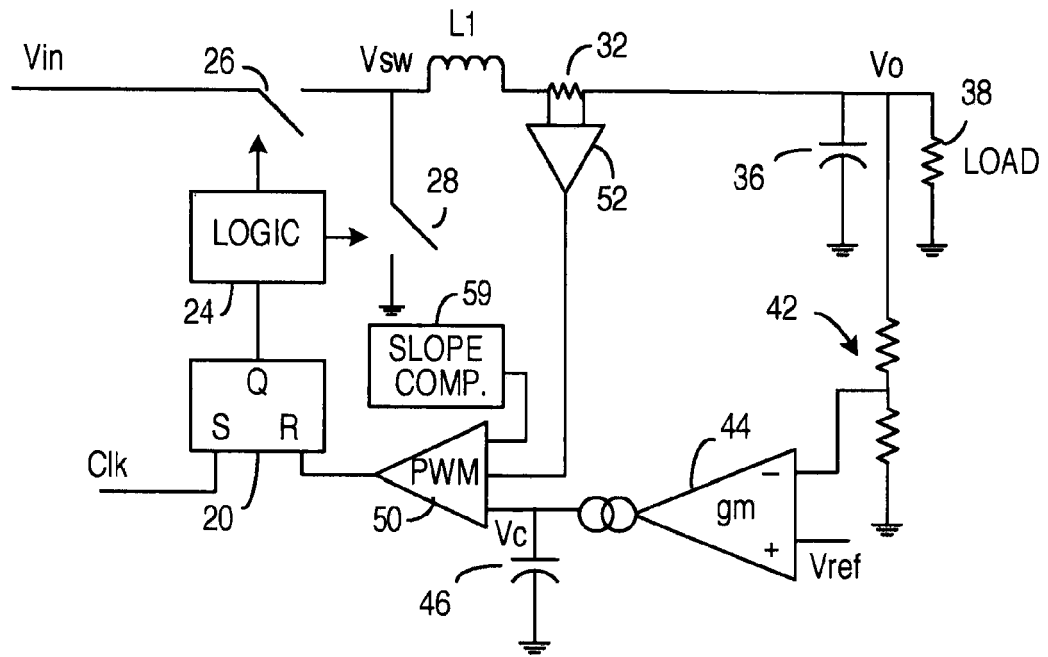 L1
32
Vin
26
Vsw
Vo
38
LOAD
36
52
28
LOGIC
24
59
SLOPE
COMP.
42
Q
S R
44
Clk
PWM
−
gm
20
50
Vc
+
Vref
46